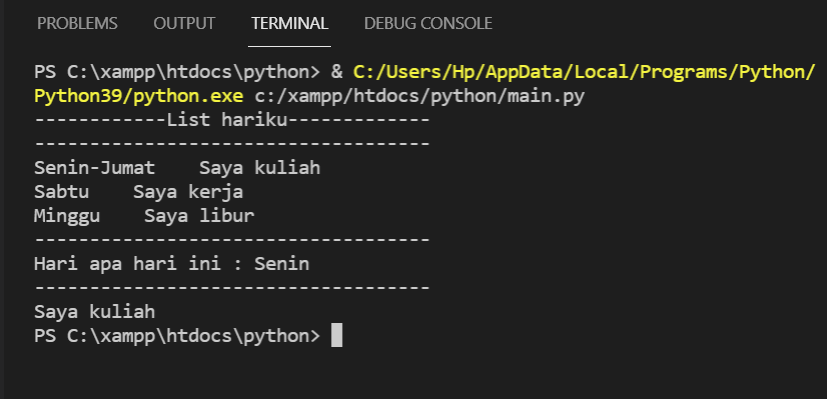 PROBLEMS OUTPUT TERMINAL DEBUG CONSOLE
PS C:\xampp\htdocs\python> & C:/Users/Hp/AppData/Local/Programs/Python/
Python39/python.exe c:/xampp/htdocs/python/main.py
------------List hariku-------------
------------------------------------
Senin-Jumat    Saya kuliah
Sabtu    Saya kerja
Minggu    Saya libur
------------------------------------
Hari apa hari ini : Senin
------------------------------------
Saya kuliah
PS C:\xampp\htdocs\python>